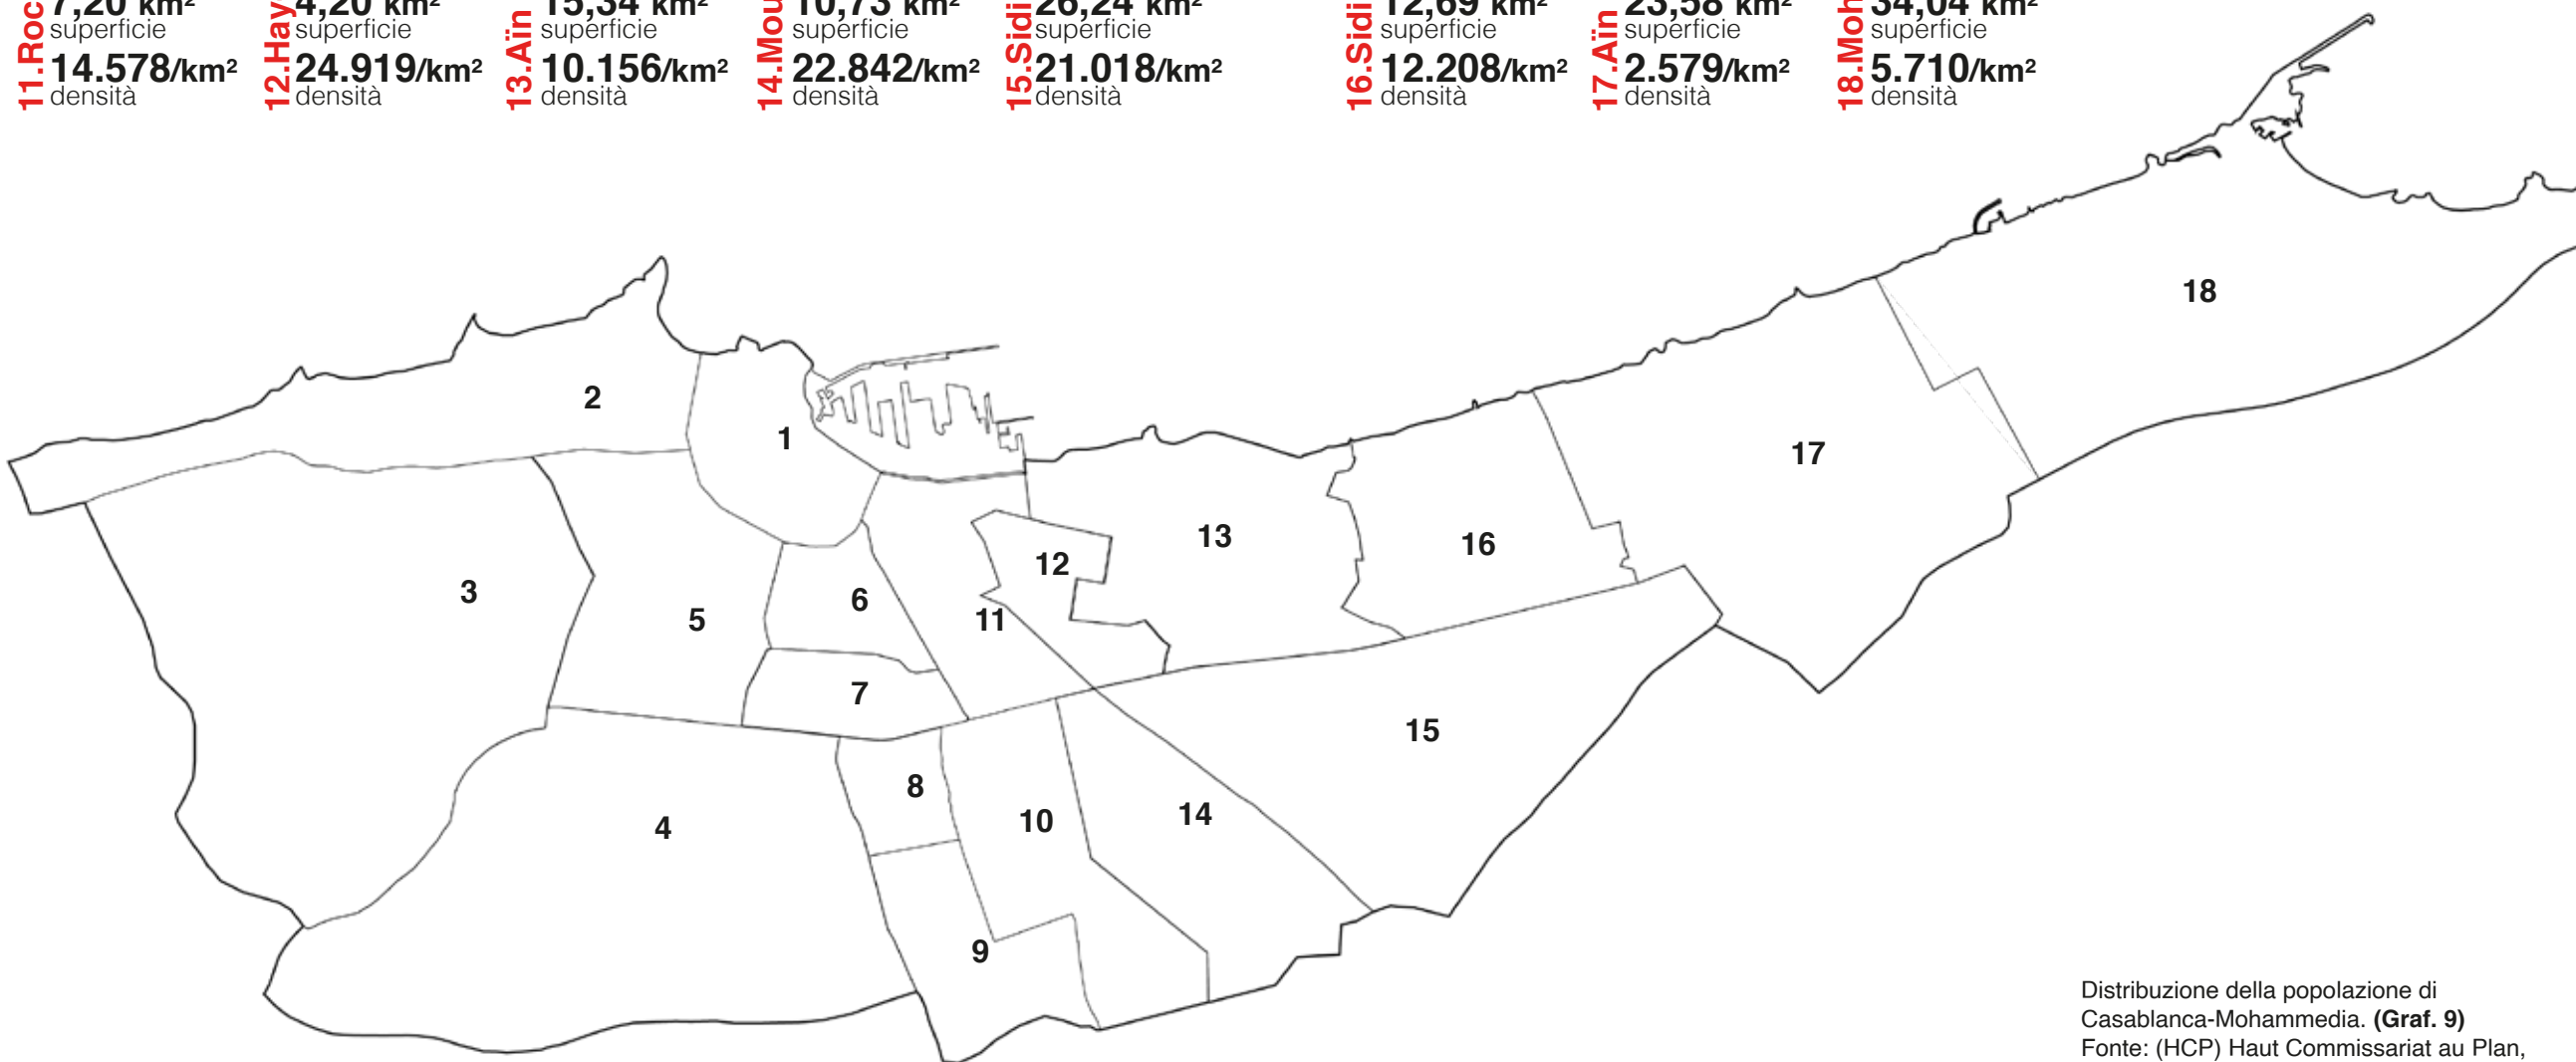 11.Roc
7,20 km²
superficie
14.578/km²
densità
12.Hay
4,20 km²
superficie
24.919/km²
densità
13.Aïn
15,34 km²
superficie
10.156/km²
densità
14.Mou
10,73 km²
superficie
22.842/km²
densità
15.Sidi
26,24 km²
superficie
21.018/km²
densità
16.Sidi
12,69 km²
superficie
12.208/km²
densità
17.Aïn
23,58 km²
superficie
2.579/km²
densità
18.Moh
34,04 km²
superficie
5.710/km²
densità
18
2
1
17
13
16
12
3
6
5
11
7
15
8
14
10
4
9
Distribuzione della popolazione di
Casablanca-Mohammedia. (Graf. 9)
Fonte: (HCP) Haut Commissariat au Plan,